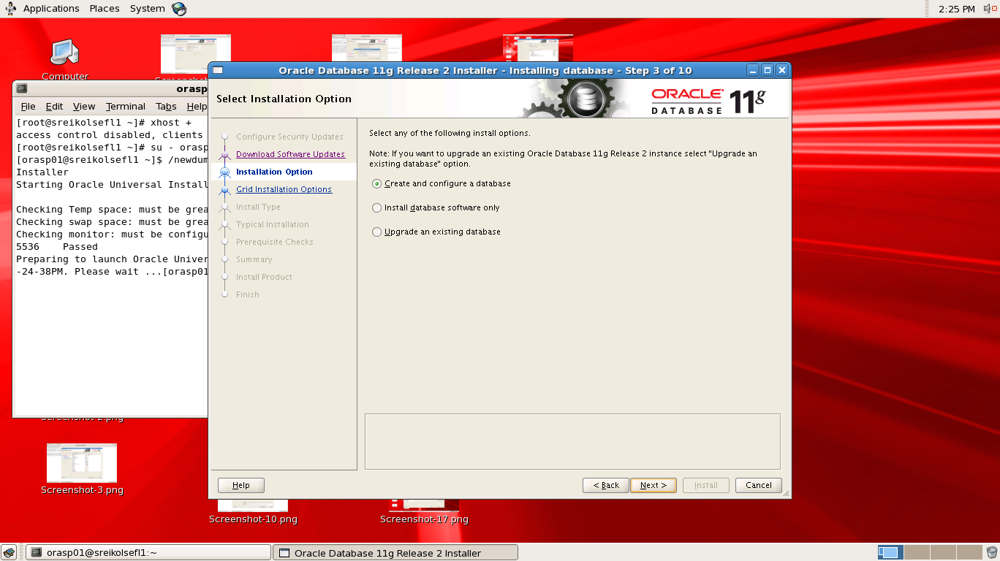 Applications Places System
2:25 PM
Computer
Oracle Database 11g Release 2 Installer - Installing database - Step 3 of 10
Select Installation Option
ORACLE
DATABASE
11g
orasp
File Edit View Terminal Tabs Help
[root@sreikolsefl1 ~]# xhost +
access control disabled, clients
[root@sreikolsefl1 ~]# su - orasp
[orasp01@sreikolsefl1 ~]$ /newdum
Installer
Starting Oracle Universal Install
Checking Temp space: must be grea
Checking swap space: must be grea
Checking monitor: must be configu
5536 Passed
Preparing to launch Oracle Univer
-24-38PM. Please wait ...[orasp01
Configure Security Updates
Download Software Updates
Installation Option
Grid Installation Options
Install Type
Typical Installation
Prerequisite Checks
Summary
Install Product
Finish
Select any of the following install options.
Note: If you want to upgrade an existing Oracle Database 11g Release 2 instance select "Upgrade an
existing database" option.
Create and configure a database
Install database software only
Upgrade an existing database
Help
< Back
Next >
Install
Cancel
Screenshot-2.png
Screenshot-3.png
Screenshot-10.png
Screenshot-17.png
orasp01@sreikolsefl1:~
Oracle Database 11g Release 2 Installer